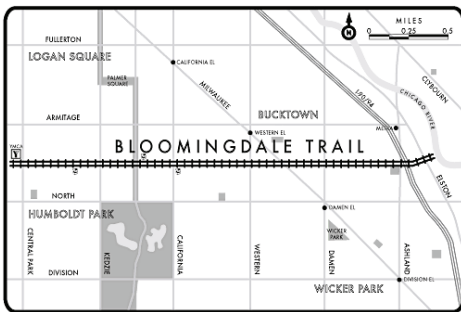 MILES
0 0.25 0.5
N
FULLERTON
LOGAN SQUARE
CALIFORNIA EL
PALMER
SQUARE
MILWAUKEE
I-90/94
CLYBOURN
CHICAGO RIVER
BUCKTOWN
ARMITAGE
WESTERN EL
METRA
YMCA
BLOOMINGDALE TRAIL
ELSTON
NORTH
HUMBOLDT PARK
DAMEN EL
WICKER
PARK
CENTRAL PARK
KEDZIE
CALIFORNIA
WESTERN
DAMEN
ASHLAND
DIVISION
DIVISION EL
WICKER PARK